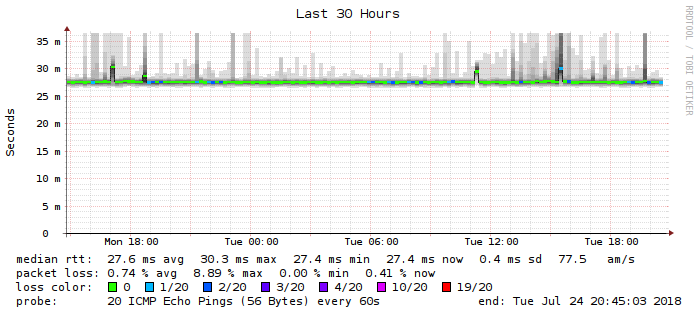 Last 30 Hours
RRDTOOL / TOBI OETIKER
Seconds
35 m
30 m
25 m
20 m
15 m
10 m
5 m
0
Mon 18:00 Tue 00:00 Tue 06:00 Tue 12:00 Tue 18:00
median rtt: 27.6 ms avg 30.3 ms max 27.4 ms min 27.4 ms now 0.4 ms sd 77.5 am/s
packet loss: 0.74 % avg 8.89 % max 0.00 % min 0.41 % now
loss color: 0 1/20 2/20 3/20 4/20 10/20 19/20
probe: 20 ICMP Echo Pings (56 Bytes) every 60s end: Tue Jul 24 20:45:03 2018